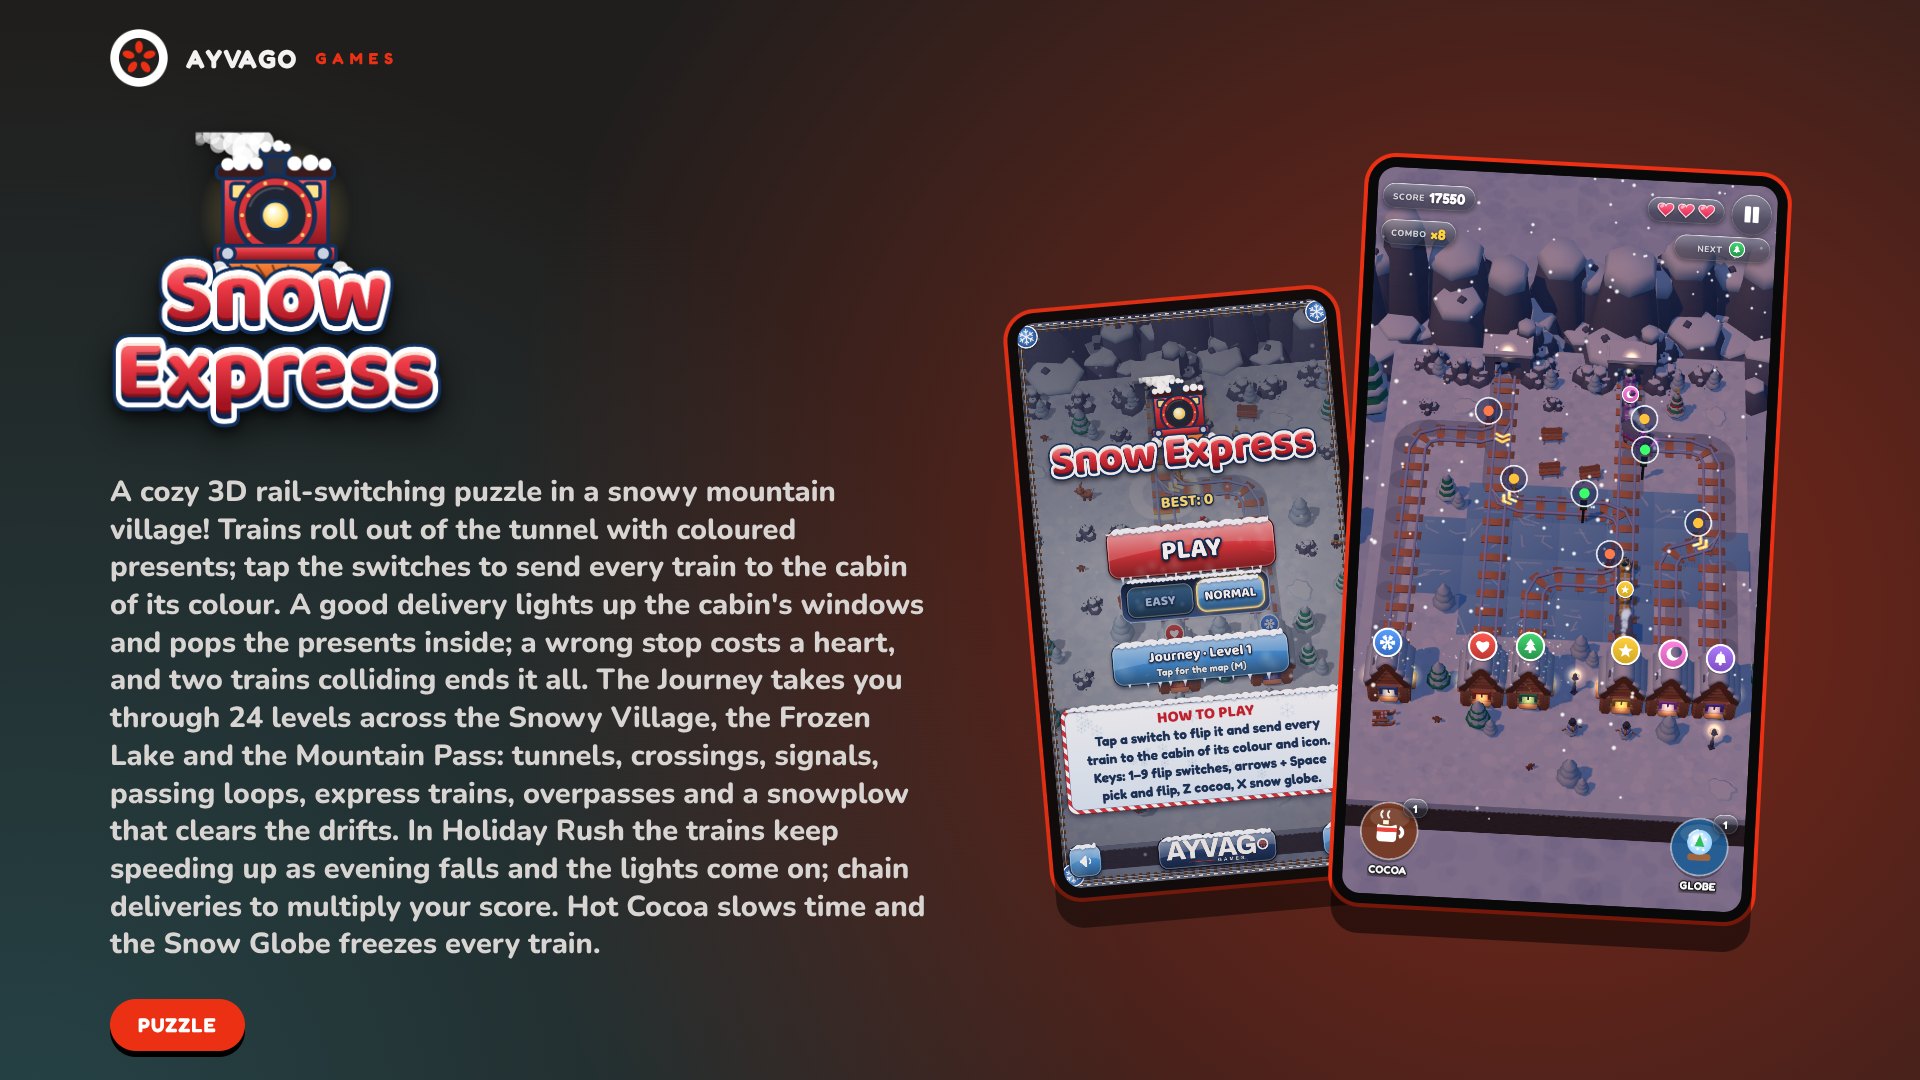 AYVAGO GAMES
Snow
Express
A cozy 3D rail-switching puzzle in a snowy mountain
village! Trains roll out of the tunnel with coloured
presents; tap the switches to send every train to the cabin
of its colour. A good delivery lights up the cabin's windows
and pops the presents inside; a wrong stop costs a heart,
and two trains colliding ends it all. The Journey takes you
through 24 levels across the Snowy Village, the Frozen
Lake and the Mountain Pass: tunnels, crossings, signals,
passing loops, express trains, overpasses and a snowplow
that clears the drifts. In Holiday Rush the trains keep
speeding up as evening falls and the lights come on; chain
deliveries to multiply your score. Hot Cocoa slows time and
the Snow Globe freezes every train.
PUZZLE
Snow Express
BEST: 0
PLAY
EASY NORMAL
Journey · Level 1
Tap for the map (M)
HOW TO PLAY
Tap a switch to flip it and send every
train to the cabin of its colour and icon.
Keys: 1–9 flip switches, arrows + Space
pick and flip, Z cocoa, X snow globe.
AYVAGO
GAMES
SCORE 17550
COMBO x8
NEXT
1
COCOA
1
GLOBE